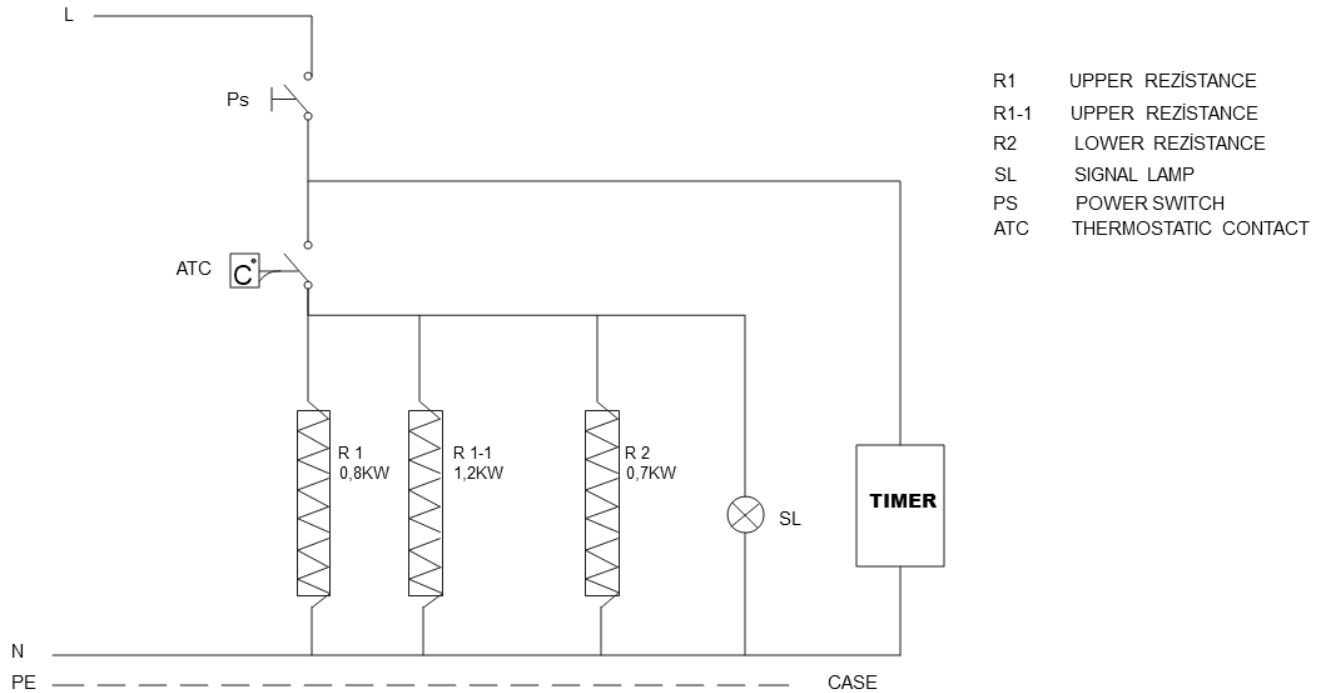 L
Ps
ATC
C°
R 1
0,8KW
R 1-1
1,2KW
R 2
0,7KW
SL
TIMER
N
PE
CASE
R1 UPPER REZİSTANCE
R1-1 UPPER REZİSTANCE
R2 LOWER REZİSTANCE
SL SIGNAL LAMP
PS POWER SWITCH
ATC THERMOSTATIC CONTACT